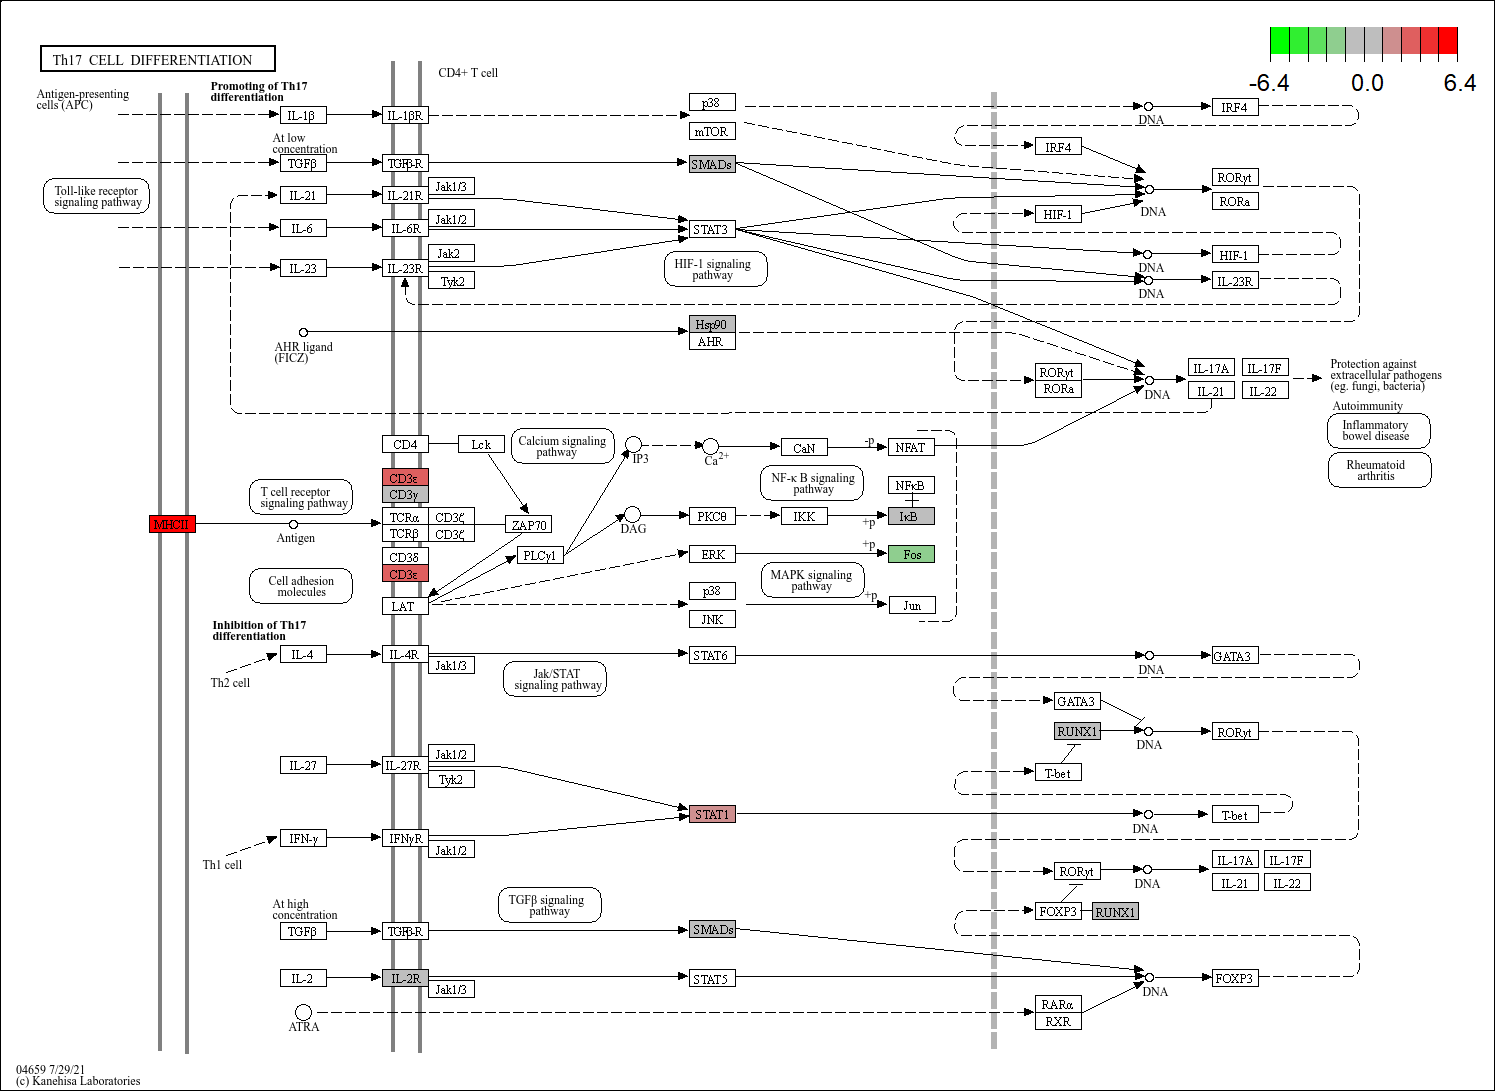 Th17 CELL DIFFERENTIATION
-6.4 0.0 6.4
CD4+ T cell
Antigen-presenting
cells (APC)
Promoting of Th17
differentiation
IL-1β
IL-1βR
p38
mTOR
DNA
IRF4
At low
concentration
TGFβ
TGFβ-R
SMADs
IRF4
Toll-like receptor
signaling pathway
IL-21
IL-21R
Jak1/3
RORγt
RORa
DNA
IL-6
IL-6R
Jak1/2
STAT3
HIF-1
IL-23
IL-23R
Jak2
Tyk2
HIF-1 signaling
pathway
DNA
HIF-1
DNA
IL-23R
AHR ligand
(FICZ)
Hsp90
AHR
RORγt
RORa
DNA
IL-17A
IL-17F
IL-21
IL-22
Protection against
extracellular pathogens
(eg. fungi, bacteria)
Autoimmunity
Inflammatory
bowel disease
Rheumatoid
arthritis
CD4
Lck
Calcium signaling
pathway
IP3
Ca2+
CaN
-p
NFAT
CD3ε
CD3γ
T cell receptor
signaling pathway
NF-κ B signaling
pathway
NFκB
MHCII
Antigen
TCRα
CD3ζ
TCRβ
CD3ζ
ZAP70
DAG
PKCθ
IKK
+p
IκB
CD3δ
CD3ε
PLCγ1
ERK
+p
Fos
Cell adhesion
molecules
LAT
p38
JNK
MAPK signaling
pathway
+p
Jun
Inhibition of Th17
differentiation
IL-4
IL-4R
Jak1/3
STAT6
DNA
GATA3
Th2 cell
Jak/STAT
signaling pathway
GATA3
RUNX1
DNA
RORγt
T-bet
IL-27
IL-27R
Jak1/2
Tyk2
STAT1
DNA
T-bet
IFN-γ
IFNγR
Jak1/2
Th1 cell
RORγt
DNA
IL-17A
IL-17F
IL-21
IL-22
TGFβ signaling
pathway
FOXP3
RUNX1
At high
concentration
TGFβ
TGFβ-R
SMADs
IL-2
IL-2R
Jak1/3
STAT5
DNA
FOXP3
ATRA
RARα
RXR
04659 7/29/21
(c) Kanehisa Laboratories